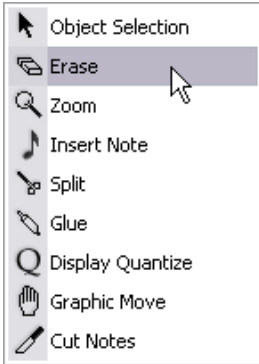 Object Selection
Erase
Zoom
Insert Note
Split
Glue
Q Display Quantize
Graphic Move
Cut Notes